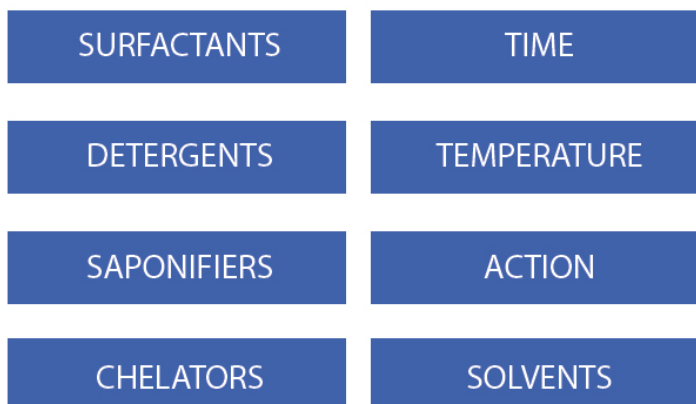 SURFACTANTS
TIME
DETERGENTS
TEMPERATURE
SAPONIFIERS
ACTION
CHELATORS
SOLVENTS